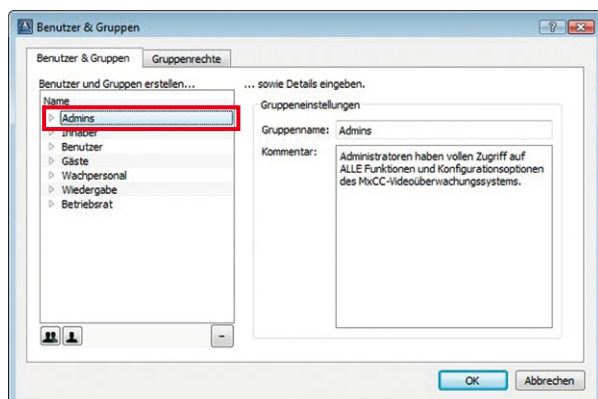 Benutzer & Gruppen
Benutzer & Gruppen
Gruppenrechte
Benutzer und Gruppen erstellen...
Name
Admins
Inhaber
Benutzer
Gäste
Wachpersonal
Wiedergabe
Betriebsrat
... sowie Details eingeben.
Gruppeneinstellungen
Gruppenname: Admins
Kommentar:
Administratoren haben vollen Zugriff auf
ALLE Funktionen und Konfigurationsoptionen
des MxCC-Videoüberwachungssystems.
OK
Abbrechen